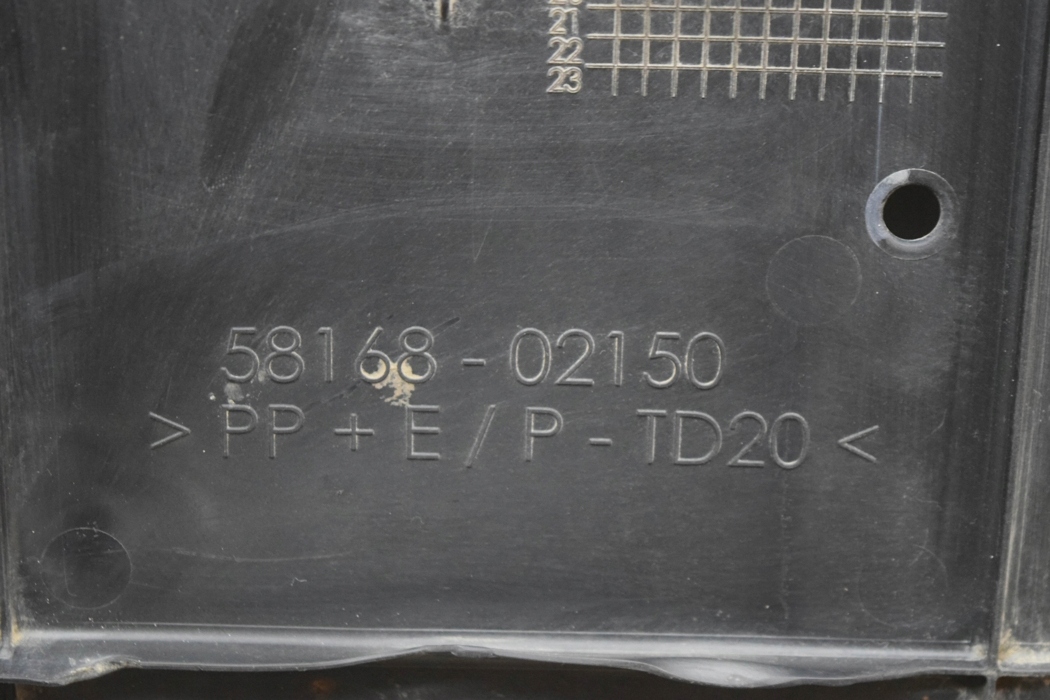 21
22
23
58168-02150
> PP + E / P - TD20 <